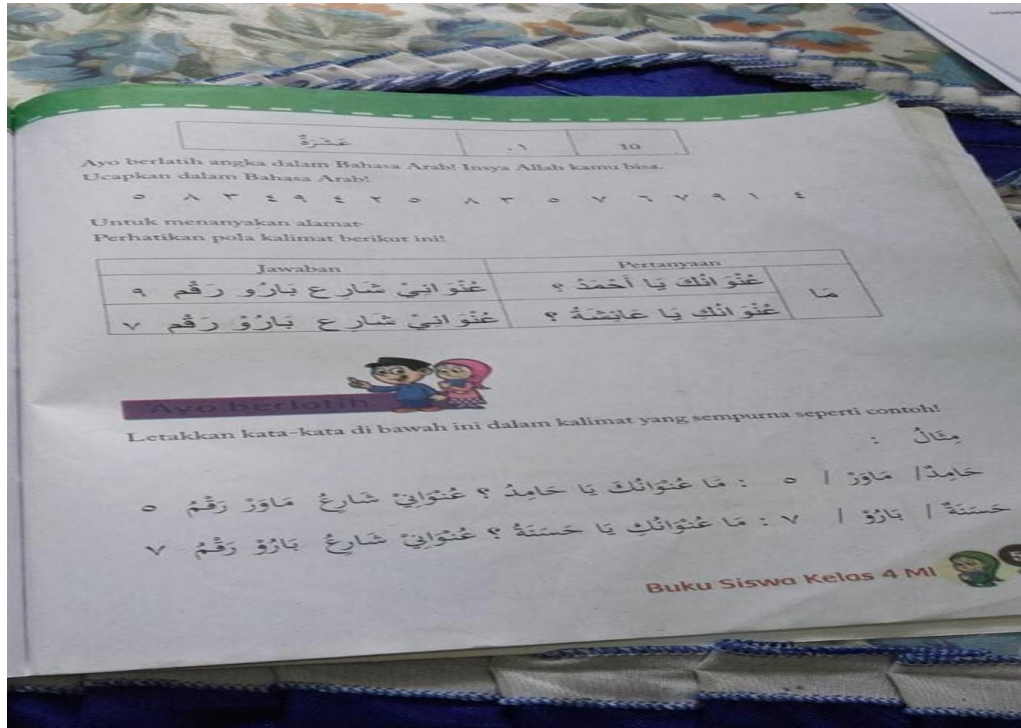 عَشَرَةٌ ١٠ 10
Ayo berlatih angka dalam Bahasa Arab! Insya Allah kamu bisa.
Ucapkan dalam Bahasa Arab!
٥ ٨ ٣ ٤ ٩ ٤ ٢ ٥ ٨ ٣ ٥ ٧ ٦ ٧ ٩ ١ ٤
Untuk menanyakan alamat
Perhatikan pola kalimat berikut ini!
Jawaban Pertanyaan
مَا عُنْوَانُكَ يَا أَحْمَدُ ؟ عُنْوَانِيْ شَارِع بَارُو رَقْم ٩
عُنْوَانُكِ يَا عَائِشَةُ ؟ عُنْوَانِيْ شَارِع بَارُوْ رَقْم ٧
Ayo berlatih
Letakkan kata-kata di bawah ini dalam kalimat yang sempurna seperti contoh!
مِثَالُ :
حَامِدٌ/ مَاوَرْ / ٥ : مَا عُنْوَانُكَ يَا حَامِدُ ؟ عُنْوَانِيْ شَارِعُ مَاوَرْ رَقْمُ ٥
حَسَنَةٌ / بَارُوْ / ٧ : مَا عُنْوَانُكِ يَا حَسَنَةُ ؟ عُنْوَانِيْ شَارِعُ بَارُوْ رَقْمُ ٧
Buku Siswa Kelas 4 MI